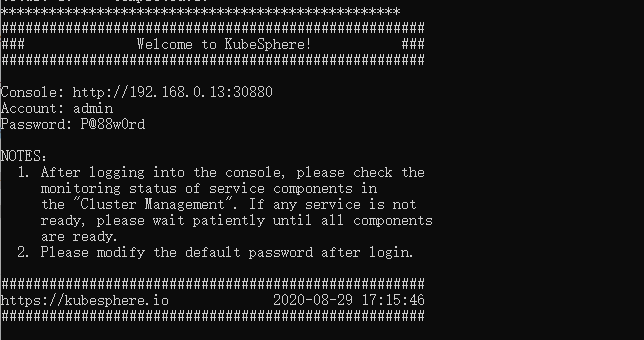 **************************************************
#####################################################
###              Welcome to KubeSphere!           ###
#####################################################
Console: http://192.168.0.13:30880
Account: admin
Password: P@88w0rd
NOTES:
1. After logging into the console, please check the
monitoring status of service components in
the "Cluster Management". If any service is not
ready, please wait patiently until all components
are ready.
2. Please modify the default password after login.
#####################################################
https://kubesphere.io             2020-08-29 17:15:46
#####################################################